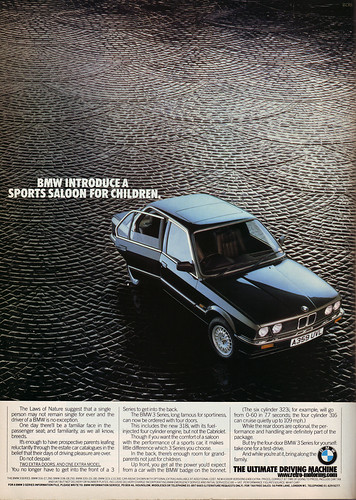 BMW INTRODUCE A
SPORTS SALOON FOR CHILDREN.
A353 UYE
The Laws of Nature suggest that a single
person may not remain single for ever and the
driver of a BMW is no exception.
One day there'll be a familiar face in the
passenger seat, and familiarly, as we all know,
breeds.
It's enough to have prospective parents leafing
reluctantly through the estate car catalogues in the
belief that their days of driving pleasure are over.
Do not despair.
TWO EXTRA DOORS, AND ONE EXTRA MODEL.
You no longer have to get into the front of a 3
Series to get into the back.
The BMW 3 Series, long famous for sportiness,
can now be ordered with four doors.
This includes the new 318i, with its fuel-
injected four cylinder engine, but not the Cabriolet.
Though if you want the comfort of a saloon
with the performance of a sports car, it makes
little difference which 3 Series you choose.
In the back, there's enough room for grand-
parents not just for children.
Up front, you get all the power you'd expect
from a car with the BMW badge on the bonnet.
(The six cylinder 323i, for example, will go
from 0-60 in 7.7 seconds; the four cylinder 316
can cruise quietly up to 109 mph.)
While the rear doors are optional, the per-
formance and handling are definitely part of the
package.
But try the four door BMW 3 Series for yourself:
take one for a test-drive.
And while you're at it, bring along the
family.
THE ULTIMATE DRIVING MACHINE